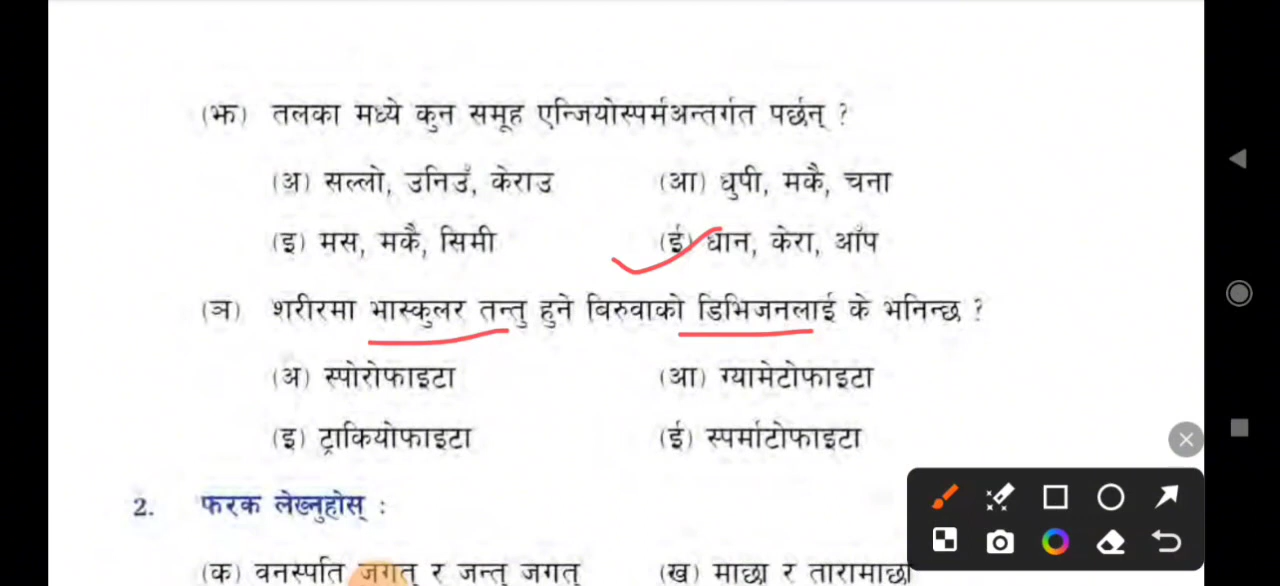 (झ) तलका मध्ये कुन समूह एन्जियोस्पर्मअन्तर्गत पर्छन् ?
(अ) सल्लो, उनिउँ, केराउ (आ) धुपी, मकै, चना
(इ) मस, मकै, सिमी (ई) धान, केरा, आँप
(ञ) शरीरमा भास्कुलर तन्तु हुने विरुवाको डिभिजनलाई के भनिन्छ ?
(अ) स्पोरोफाइटा (आ) ग्यामेटोफाइटा
(इ) ट्राकियोफाइटा (ई) स्पर्माटोफाइटा
2. फरक लेख्नुहोस् :
(क) वनस्पति जगत् र जन्तु जगत् (ख) माछा र तारामाछा